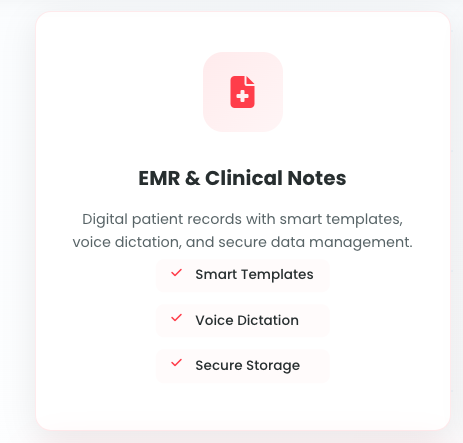 EMR & Clinical Notes
Digital patient records with smart templates,
voice dictation, and secure data management.
Smart Templates
Voice Dictation
Secure Storage